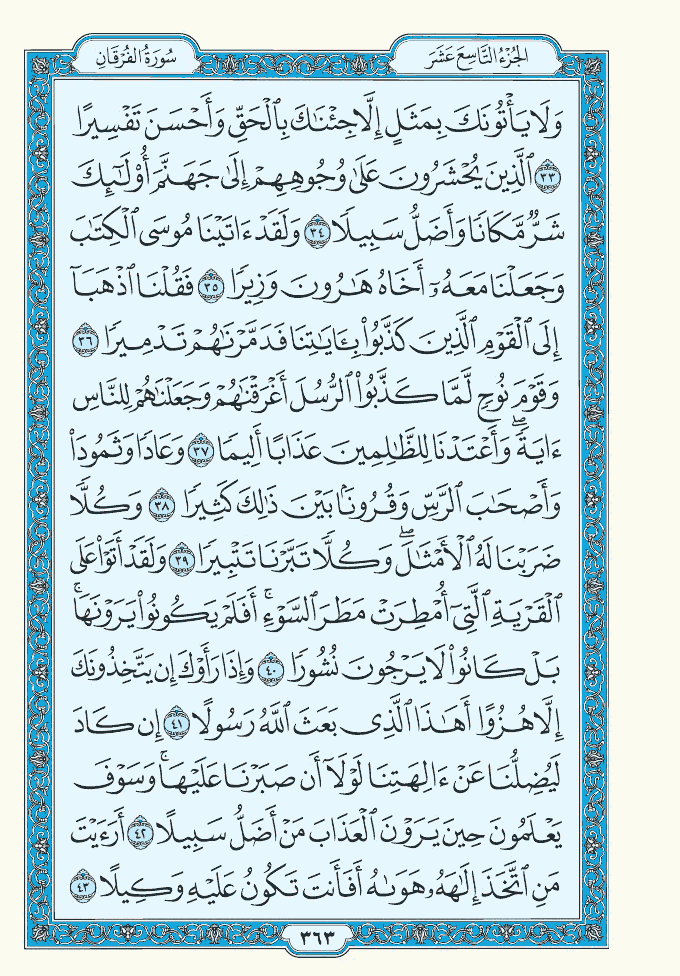 الجُزْءُ التَّاسِعَ عَشَرَ
سُورَةُ الفُرْقَانِ
وَلَا يَأْتُونَكَ بِمَثَلٍ إِلَّا جِئْنَٰكَ بِٱلْحَقِّ وَأَحْسَنَ تَفْسِيرًا
٣٣ ٱلَّذِينَ يُحْشَرُونَ عَلَىٰ وُجُوهِهِمْ إِلَىٰ جَهَنَّمَ أُو۟لَٰٓئِكَ
شَرٌّ مَّكَانًا وَأَضَلُّ سَبِيلًا ٣٤ وَلَقَدْ ءَاتَيْنَا مُوسَى ٱلْكِتَٰبَ
وَجَعَلْنَا مَعَهُۥٓ أَخَاهُ هَٰرُونَ وَزِيرًا ٣٥ فَقُلْنَا ٱذْهَبَآ
إِلَى ٱلْقَوْمِ ٱلَّذِينَ كَذَّبُوا۟ بِـَٔايَٰتِنَا فَدَمَّرْنَٰهُمْ تَدْمِيرًا ٣٦
وَقَوْمَ نُوحٍ لَّمَّا كَذَّبُوا۟ ٱلرُّسُلَ أَغْرَقْنَٰهُمْ وَجَعَلْنَٰهُمْ لِلنَّاسِ
ءَايَةً ۖ وَأَعْتَدْنَا لِلظَّٰلِمِينَ عَذَابًا أَلِيمًا ٣٧ وَعَادًا وَثَمُودَا۟
وَأَصْحَٰبَ ٱلرَّسِّ وَقُرُونًۢا بَيْنَ ذَٰلِكَ كَثِيرًا ٣٨ وَكُلًّا
ضَرَبْنَا لَهُ ٱلْأَمْثَٰلَ ۖ وَكُلًّا تَبَّرْنَا تَتْبِيرًا ٣٩ وَلَقَدْ أَتَوْا۟ عَلَى
ٱلْقَرْيَةِ ٱلَّتِىٓ أُمْطِرَتْ مَطَرَ ٱلسَّوْءِ ۚ أَفَلَمْ يَكُونُوا۟ يَرَوْنَهَا ۚ
بَلْ كَانُوا۟ لَا يَرْجُونَ نُشُورًا ٤٠ وَإِذَا رَأَوْكَ إِن يَتَّخِذُونَكَ
إِلَّا هُزُوًا أَهَٰذَا ٱلَّذِى بَعَثَ ٱللَّهُ رَسُولًا ٤١ إِن كَادَ
لَيُضِلُّنَا عَنْ ءَالِهَتِنَا لَوْلَآ أَن صَبَرْنَا عَلَيْهَا ۚ وَسَوْفَ
يَعْلَمُونَ حِينَ يَرَوْنَ ٱلْعَذَابَ مَنْ أَضَلُّ سَبِيلًا ٤٢ أَرَءَيْتَ
مَنِ ٱتَّخَذَ إِلَٰهَهُۥ هَوَىٰهُ أَفَأَنتَ تَكُونُ عَلَيْهِ وَكِيلًا ٤٣
٣٦٣